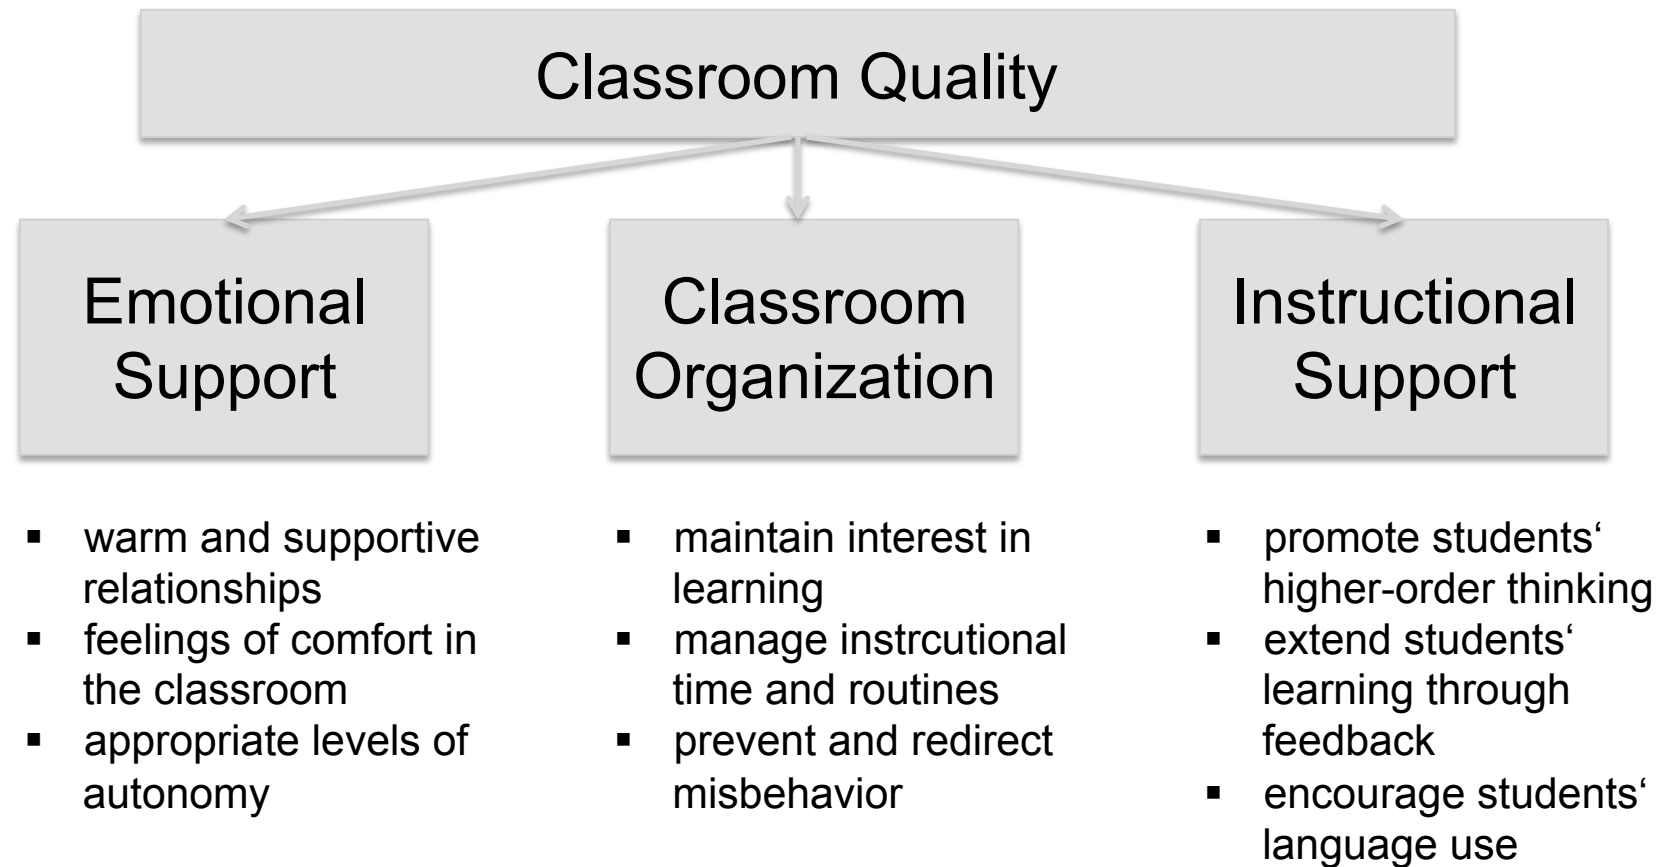 Classroom Quality
Emotional
Support
▪ warm and supportive
relationships
▪ feelings of comfort in
the classroom
▪ appropriate levels of
autonomy
Classroom
Organization
▪ maintain interest in
learning
▪ manage instrcutional
time and routines
▪ prevent and redirect
misbehavior
Instructional
Support
▪ promote students‘
higher-order thinking
▪ extend students‘
learning through
feedback
▪ encourage students‘
language use